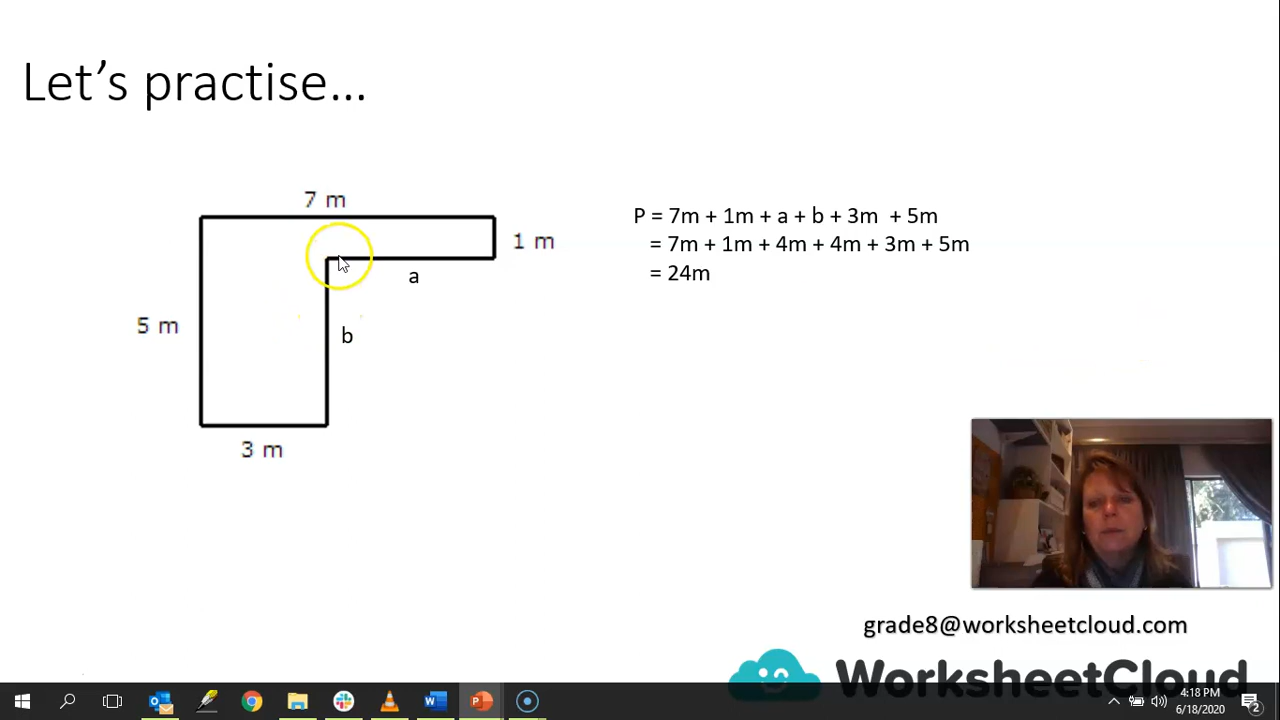 Let's practise...
7 m
P = 7m + 1m + a + b + 3m + 5m
1 m
= 7m + 1m + 4m + 4m + 3m + 5m
a
= 24m
5 m
b
3 m
grade8@worksheetcloud.com
WorksheetCloud
4:18 PM
6/18/2020
2